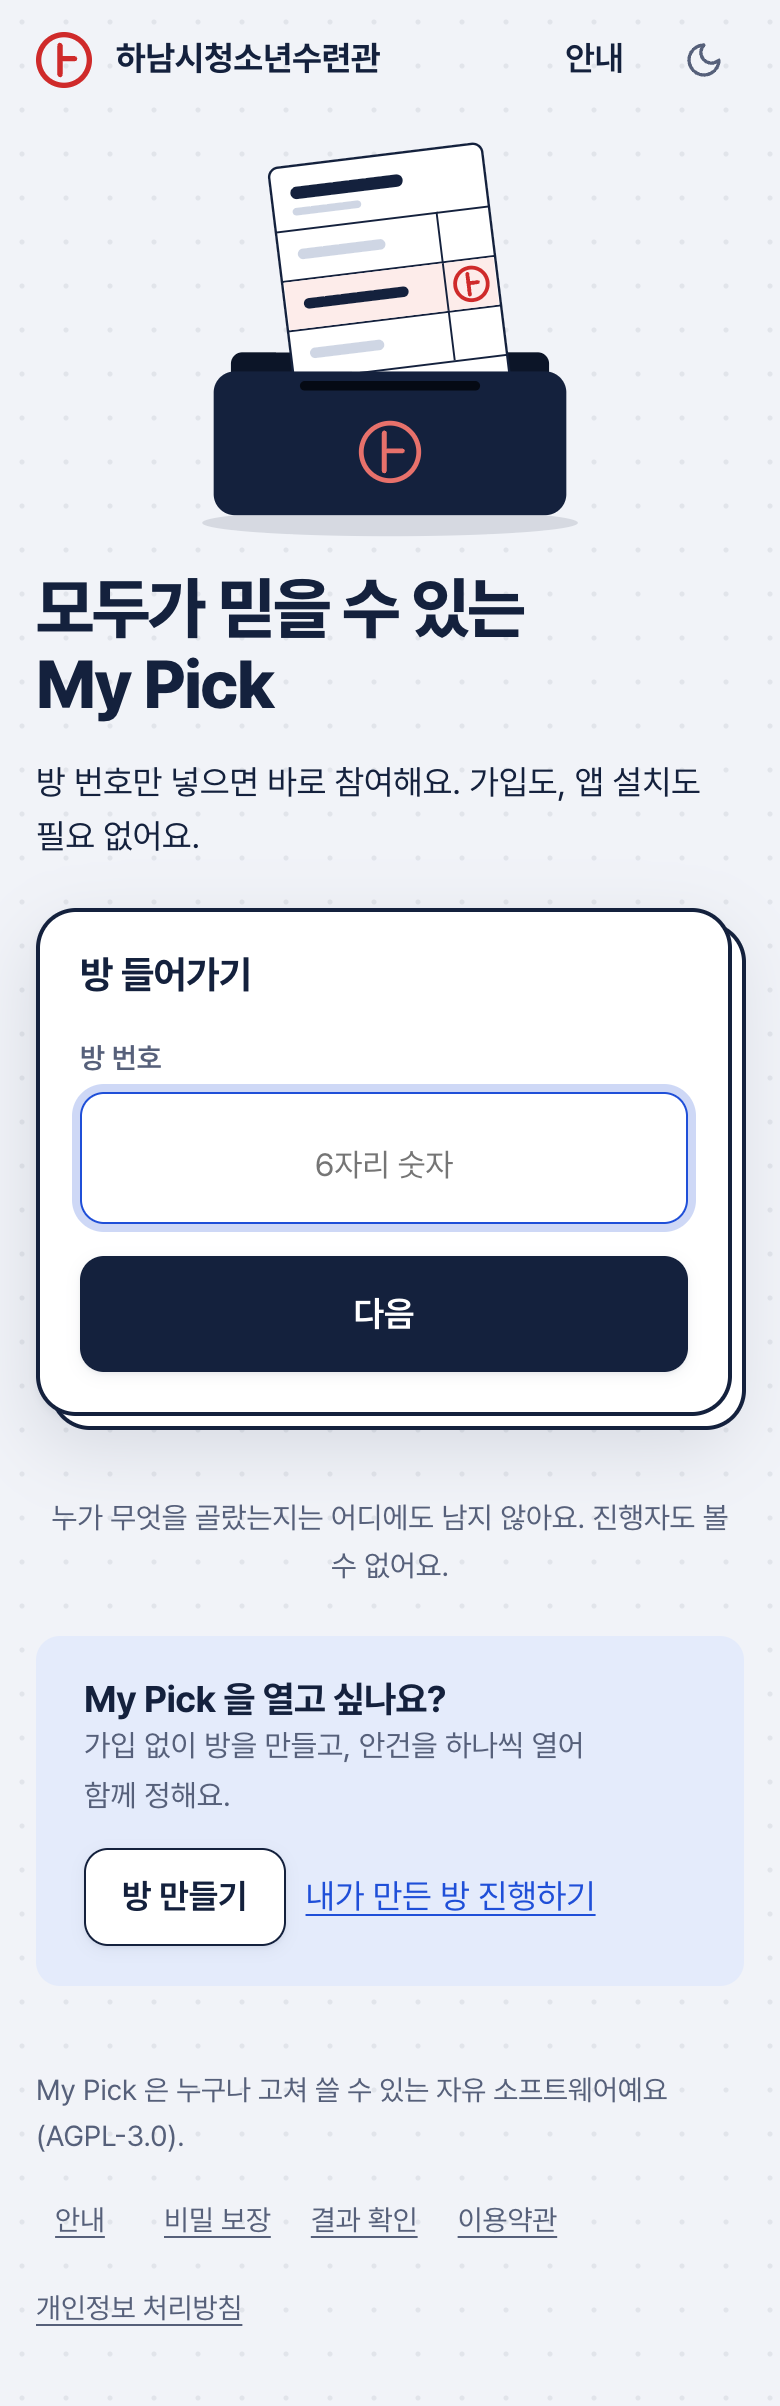 하남시청소년수련관
안내
모두가 믿을 수 있는
My Pick
방 번호만 넣으면 바로 참여해요. 가입도, 앱 설치도
필요 없어요.
방 들어가기
방 번호
6자리 숫자
다음
누가 무엇을 골랐는지는 어디에도 남지 않아요. 진행자도 볼
수 없어요.
My Pick 을 열고 싶나요?
가입 없이 방을 만들고, 안건을 하나씩 열어
함께 정해요.
방 만들기
내가 만든 방 진행하기
My Pick 은 누구나 고쳐 쓸 수 있는 자유 소프트웨어예요
(AGPL-3.0).
안내 비밀 보장 결과 확인 이용약관
개인정보 처리방침